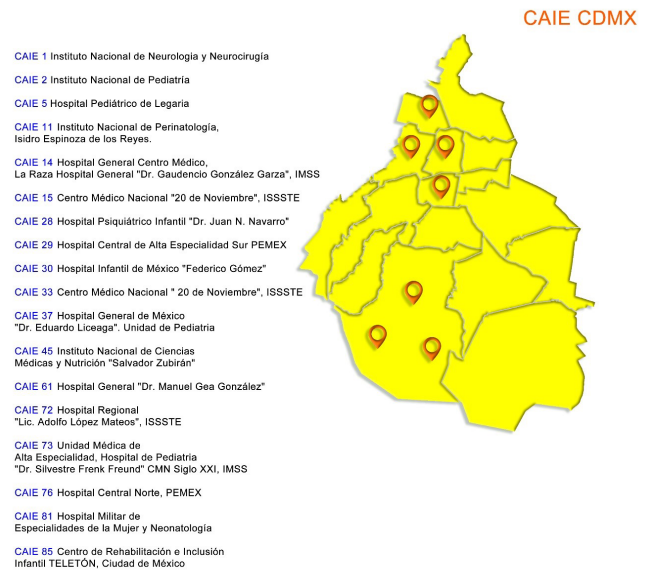 CAIE CDMX
CAIE 1 Instituto Nacional de Neurologia y Neurocirugía
CAIE 2 Instituto Nacional de Pediatría
CAIE 5 Hospital Pediátrico de Legaria
CAIE 11 Instituto Nacional de Perinatología,
Isidro Espinoza de los Reyes.
CAIE 14 Hospital General Centro Médico,
La Raza Hospital General "Dr. Gaudencio González Garza", IMSS
CAIE 15 Centro Médico Nacional "20 de Noviembre", ISSSTE
CAIE 28 Hospital Psiquiátrico Infantil "Dr. Juan N. Navarro"
CAIE 29 Hospital Central de Alta Especialidad Sur PEMEX
CAIE 30 Hospital Infantil de México "Federico Gómez"
CAIE 33 Centro Médico Nacional " 20 de Noviembre", ISSSTE
CAIE 37 Hospital General de México
"Dr. Eduardo Liceaga". Unidad de Pediatria
CAIE 45 Instituto Nacional de Ciencias
Médicas y Nutrición "Salvador Zubirán"
CAIE 61 Hospital General "Dr. Manuel Gea González"
CAIE 72 Hospital Regional
"Lic. Adolfo López Mateos", ISSSTE
CAIE 73 Unidad Médica de
Alta Especialidad, Hospital de Pediatria
"Dr. Silvestre Frenk Freund" CMN Siglo XXI, IMSS
CAIE 76 Hospital Central Norte, PEMEX
CAIE 81 Hospital Militar de
Especialidades de la Mujer y Neonatología
CAIE 85 Centro de Rehabilitación e Inclusión
Infantil TELETÓN, Ciudad de México